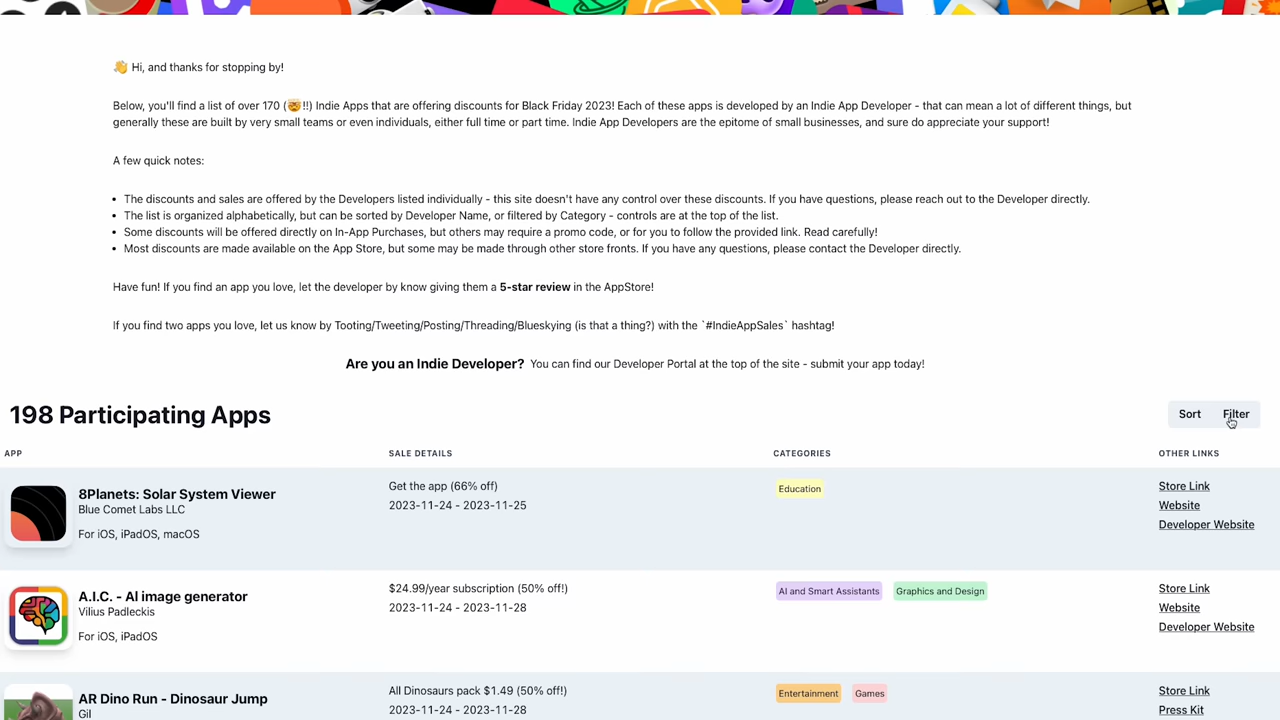 👋 Hi, and thanks for stopping by!
Below, you'll find a list of over 170 (🤯!!) Indie Apps that are offering discounts for Black Friday 2023! Each of these apps is developed by an Indie App Developer - that can mean a lot of different things, but
generally these are built by very small teams or even individuals, either full time or part time. Indie App Developers are the epitome of small businesses, and sure do appreciate your support!
A few quick notes:
• The discounts and sales are offered by the Developers listed individually - this site doesn't have any control over these discounts. If you have questions, please reach out to the Developer directly.
• The list is organized alphabetically, but can be sorted by Developer Name, or filtered by Category - controls are at the top of the list.
• Some discounts will be offered directly on In-App Purchases, but others may require a promo code, or for you to follow the provided link. Read carefully!
• Most discounts are made available on the App Store, but some may be made through other store fronts. If you have any questions, please contact the Developer directly.
Have fun! If you find an app you love, let the developer by know giving them a 5-star review in the AppStore!
If you find two apps you love, let us know by Tooting/Tweeting/Posting/Threading/Blueskying (is that a thing?) with the `#IndieAppSales` hashtag!
Are you an Indie Developer? You can find our Developer Portal at the top of the site - submit your app today!
198 Participating Apps
Sort Filter
APP SALE DETAILS CATEGORIES OTHER LINKS
8Planets: Solar System Viewer
Blue Comet Labs LLC
For iOS, iPadOS, macOS
Get the app (66% off)
2023-11-24 - 2023-11-25
Education
Store Link
Website
Developer Website
A.I.C. - AI image generator
Vilius Padleckis
For iOS, iPadOS
$24.99/year subscription (50% off!)
2023-11-24 - 2023-11-28
AI and Smart Assistants Graphics and Design
Store Link
Website
Developer Website
AR Dino Run - Dinosaur Jump
Gil
All Dinosaurs pack $1.49 (50% off!)
2023-11-24 - 2023-11-28
Entertainment Games
Store Link
Press Kit